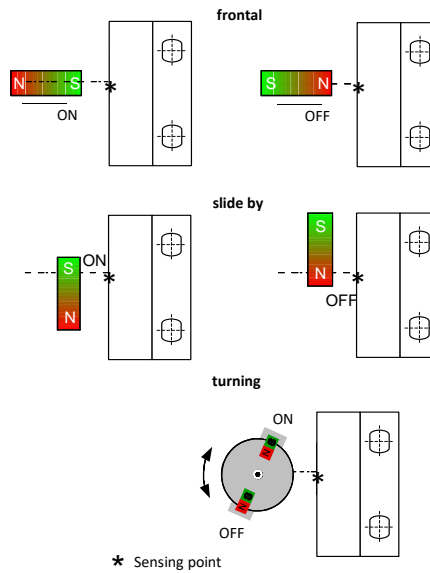 frontal
N S
ON
S N
OFF
*
*
slide by
S
ON
N
*
S
N
OFF
*
turning
ON
N
N
OFF
*
* Sensing point